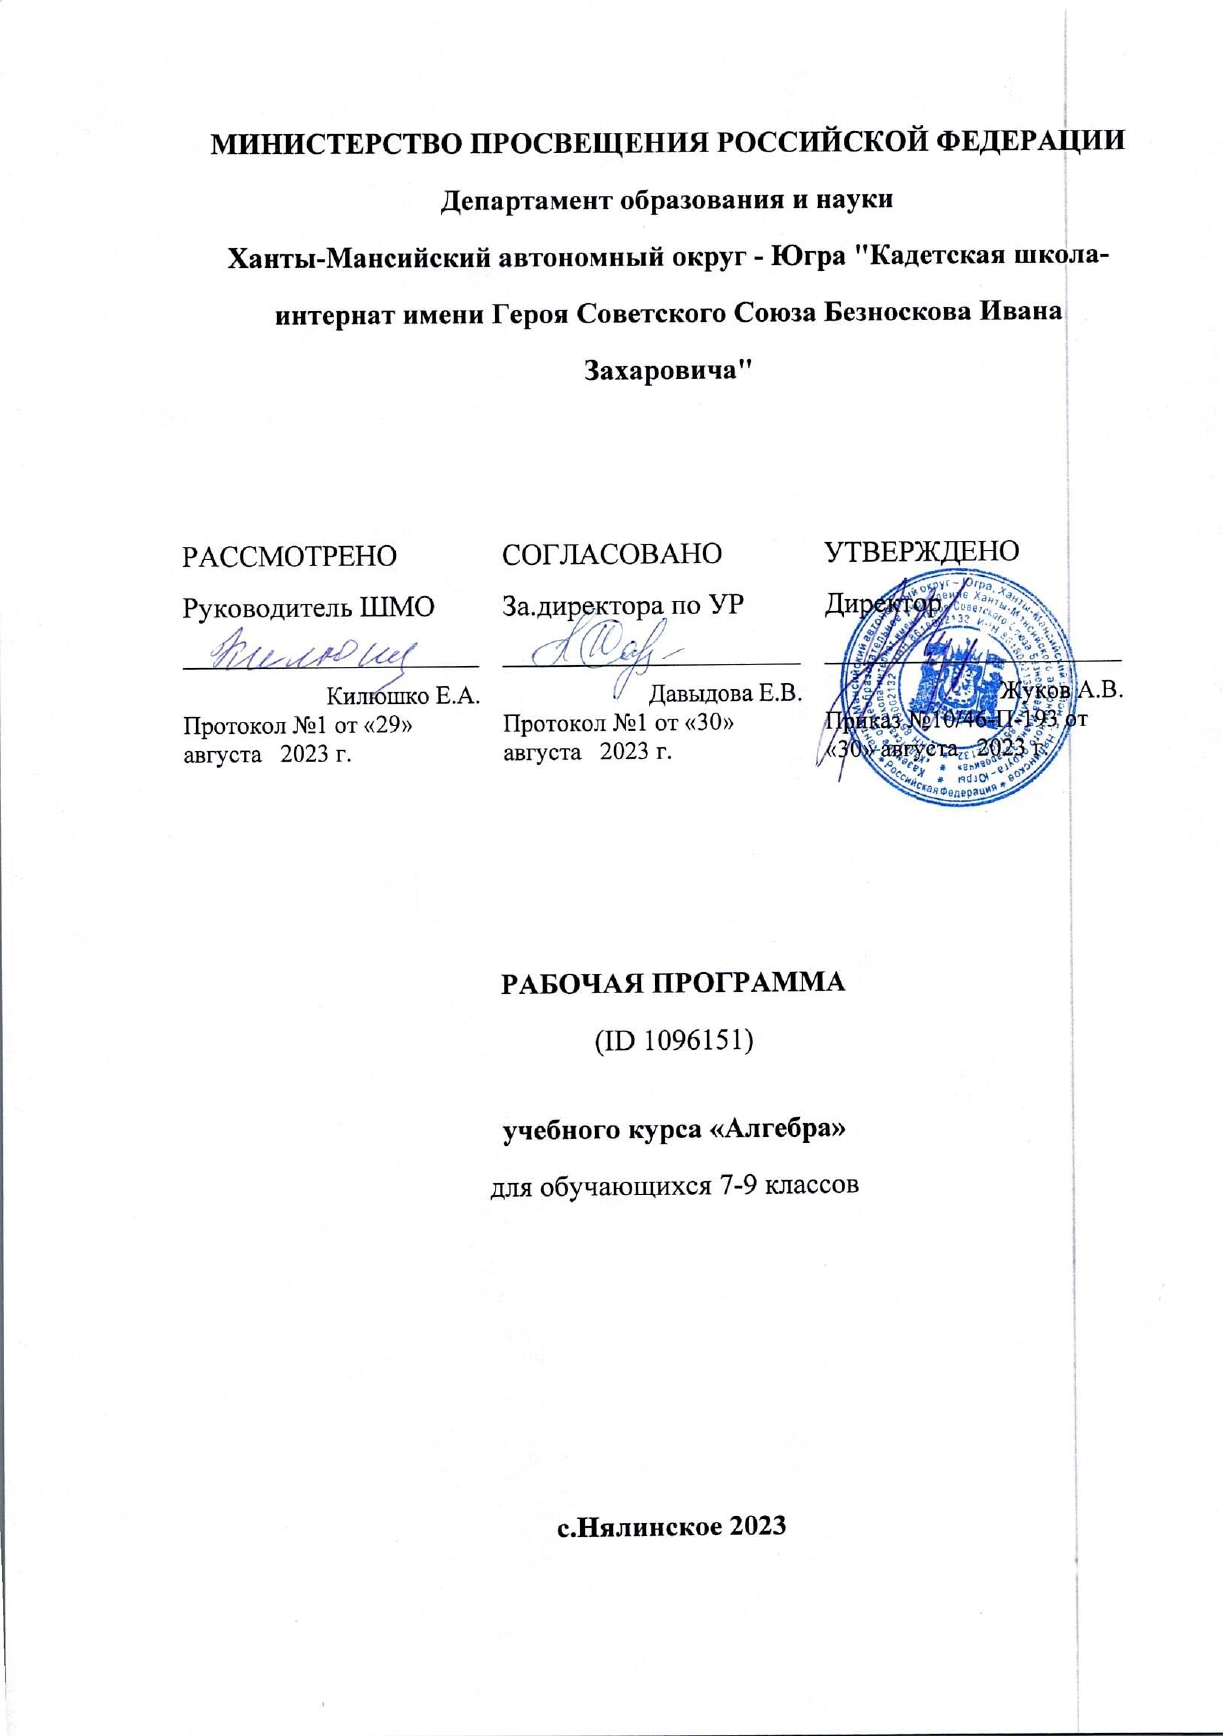 МИНИСТЕРСТВО ПРОСВЕЩЕНИЯ РОССИЙСКОЙ ФЕДЕРАЦИИ
Департамент образования и науки
Ханты-Мансийский автономный округ - Югра "Кадетская школа-
интернат имени Героя Советского Союза Безноскова Ивана
Захаровича"
РАССМОТРЕНО
Руководитель ШМО
Килюшко Е.А.
Протокол №1 от «29»
августа 2023 г.
СОГЛАСОВАНО
За.директора по УР
Давыдова Е.В.
Протокол №1 от «30»
августа 2023 г.
УТВЕРЖДЕНО
Директор
Жуков А.В.
Приказ №10/46-П-193 от
«30» августа 2023 г.
Российская Федерация
РАБОЧАЯ ПРОГРАММА
(ID 1096151)
учебного курса «Алгебра»
для обучающихся 7-9 классов
с.Нялинское 2023